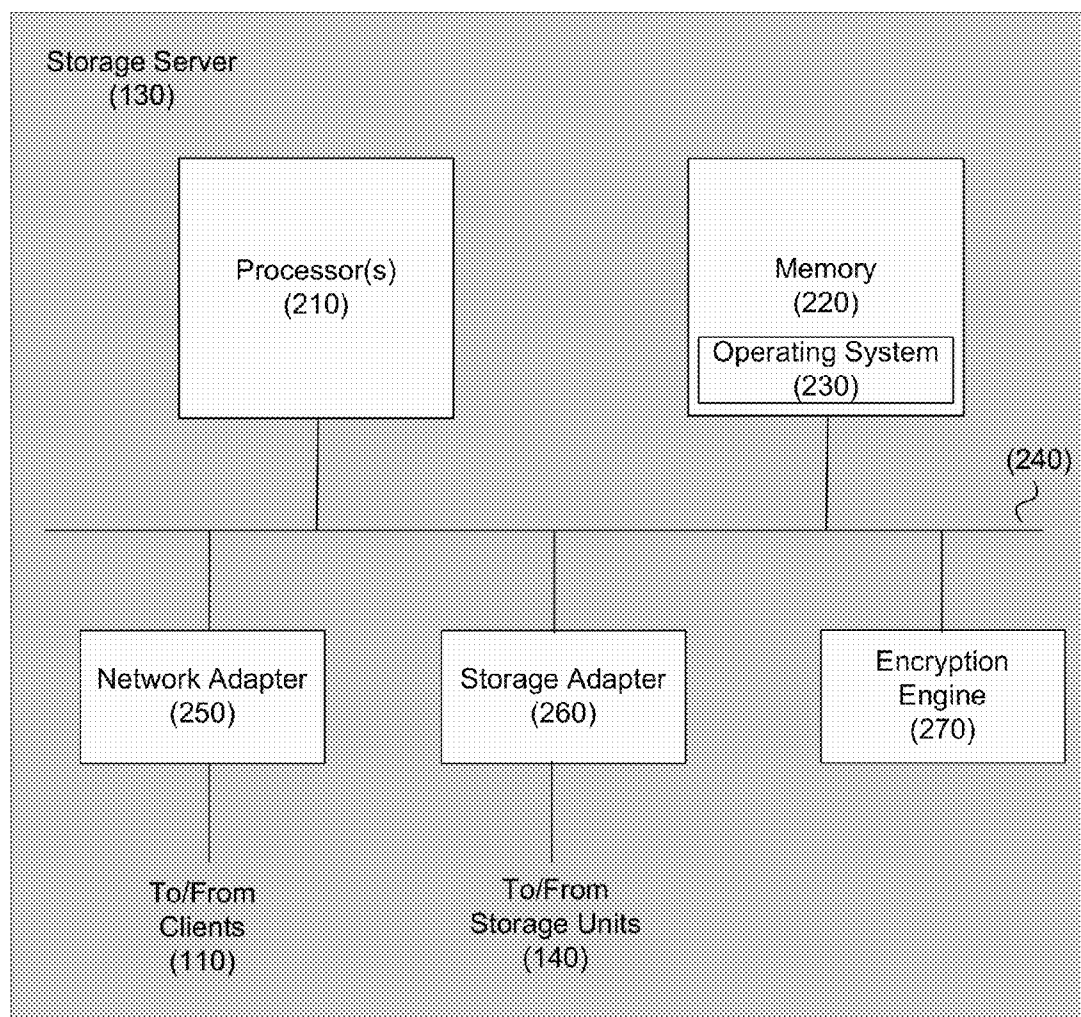 Storage Server
(130)
Processor(s)
(210)
Memory
(220)
Operating System
(230)
(240)
Network Adapter
(250)
Storage Adapter
(260)
Encryption
Engine
(270)
To/From
Clients
(110)
To/From
Storage Units
(140)